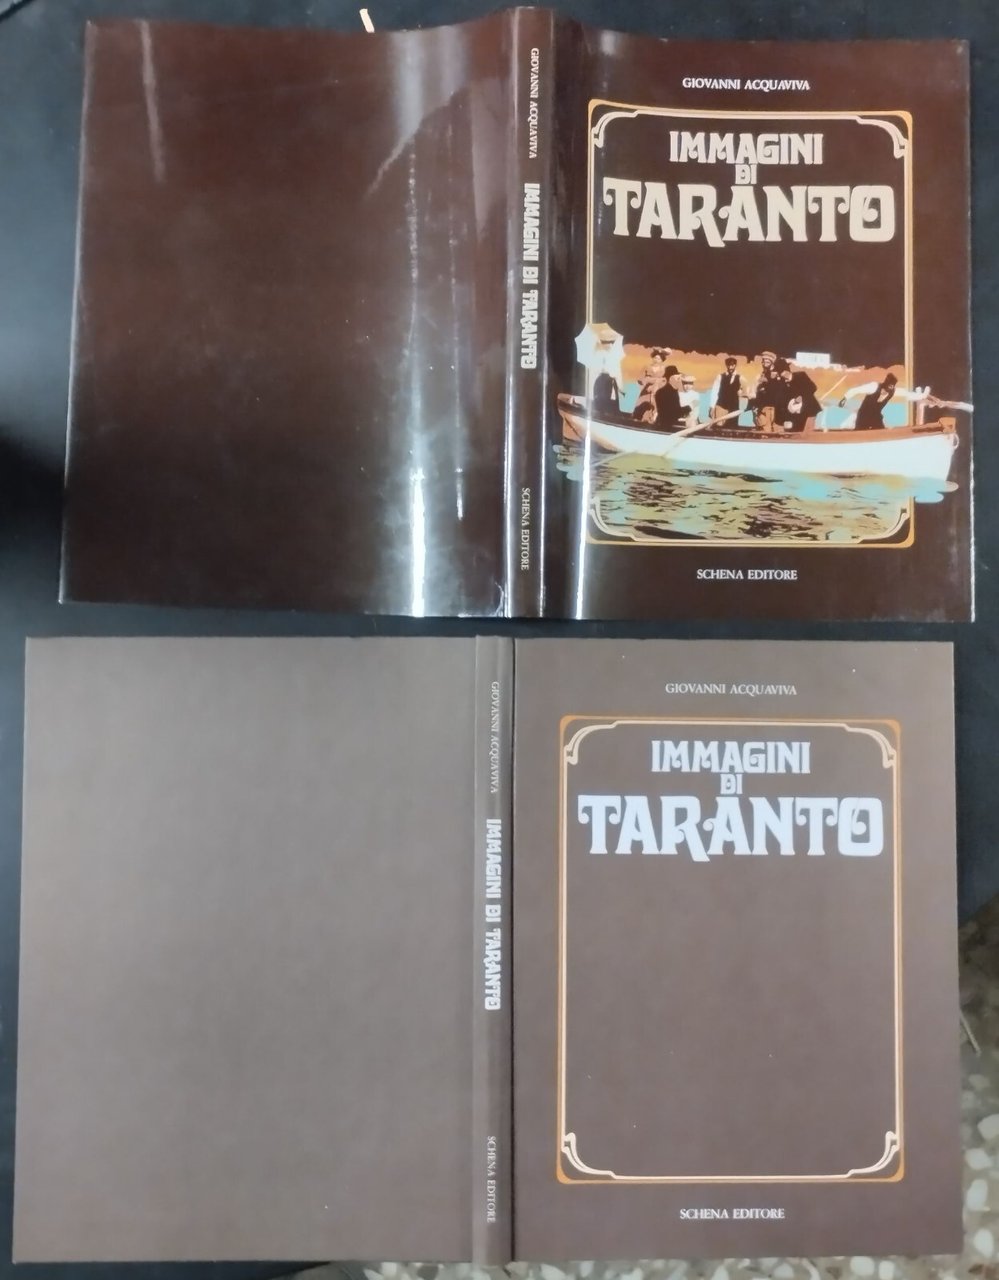 GIOVANNI ACQUAVIVA
IMMAGINI DI TARANTO
SCHENA EDITORE
GIOVANNI ACQUAVIVA
IMMAGINI
DI
TARANTO
SCHENA EDITORE
GIOVANNI ACQUAVIVA
IMMAGINI DI TARANTO
SCHENA EDITORE
GIOVANNI ACQUAVIVA
IMMAGINI
DI
TARANTO
SCHENA EDITORE